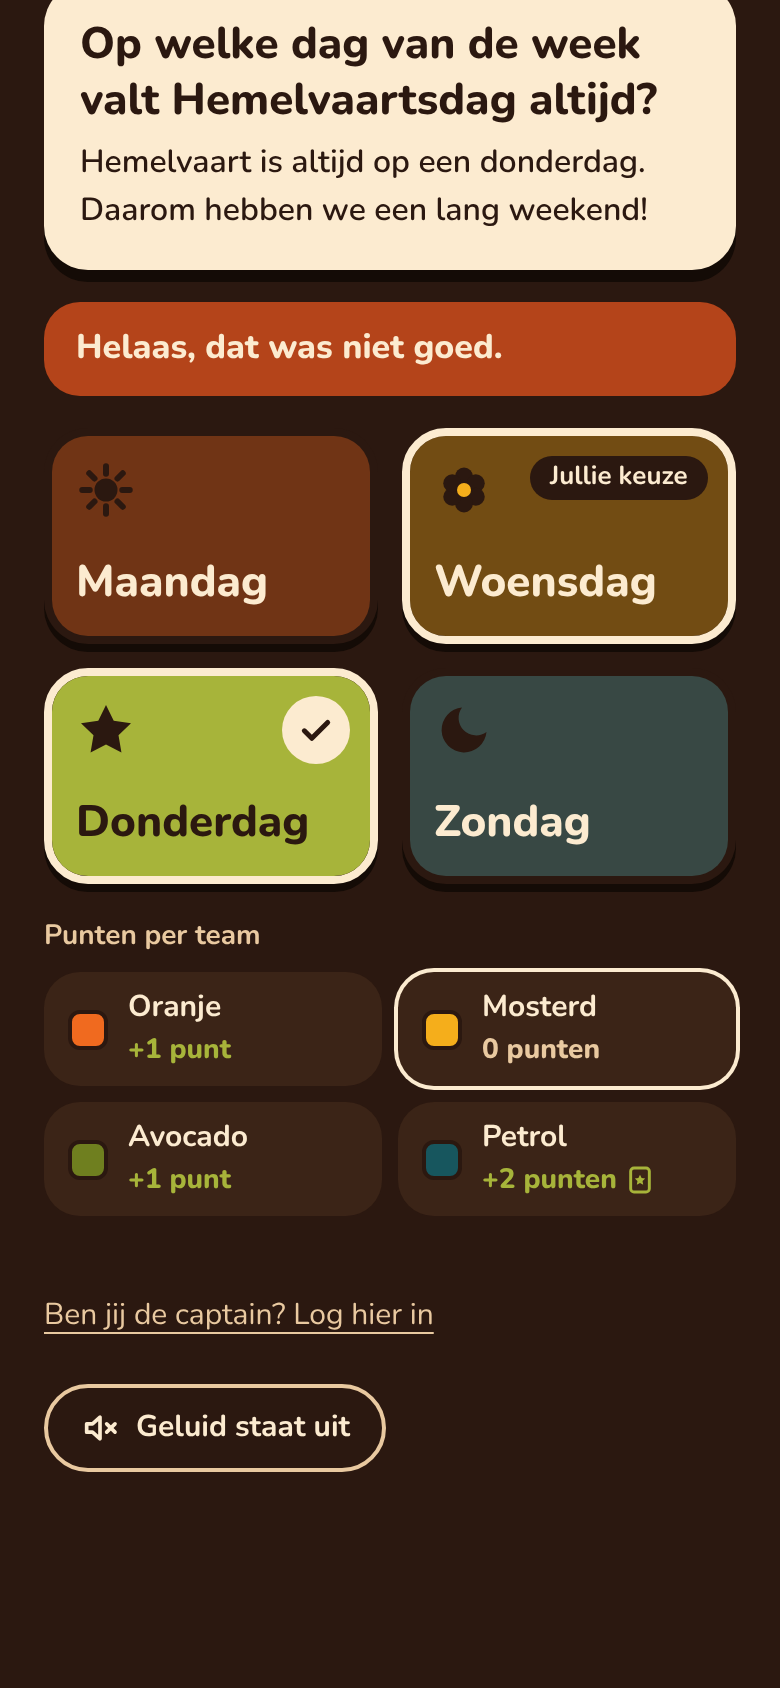 Op welke dag van de week
valt Hemelvaartsdag altijd?
Hemelvaart is altijd op een donderdag.
Daarom hebben we een lang weekend!
Helaas, dat was niet goed.
Maandag
Jullie keuze
Woensdag
Donderdag
Zondag
Punten per team
Oranje
+1 punt
Mosterd
0 punten
Avocado
+1 punt
Petrol
+2 punten
Ben jij de captain? Log hier in
Geluid staat uit